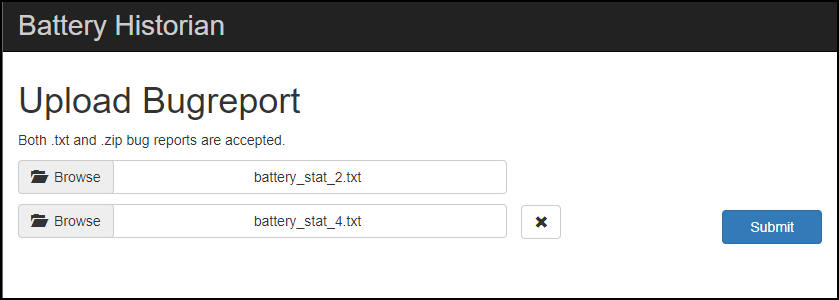 Battery Historian
Upload Bugreport
Both .txt and .zip bug reports are accepted.
Browse battery_stat_2.txt
Browse battery_stat_4.txt
Submit